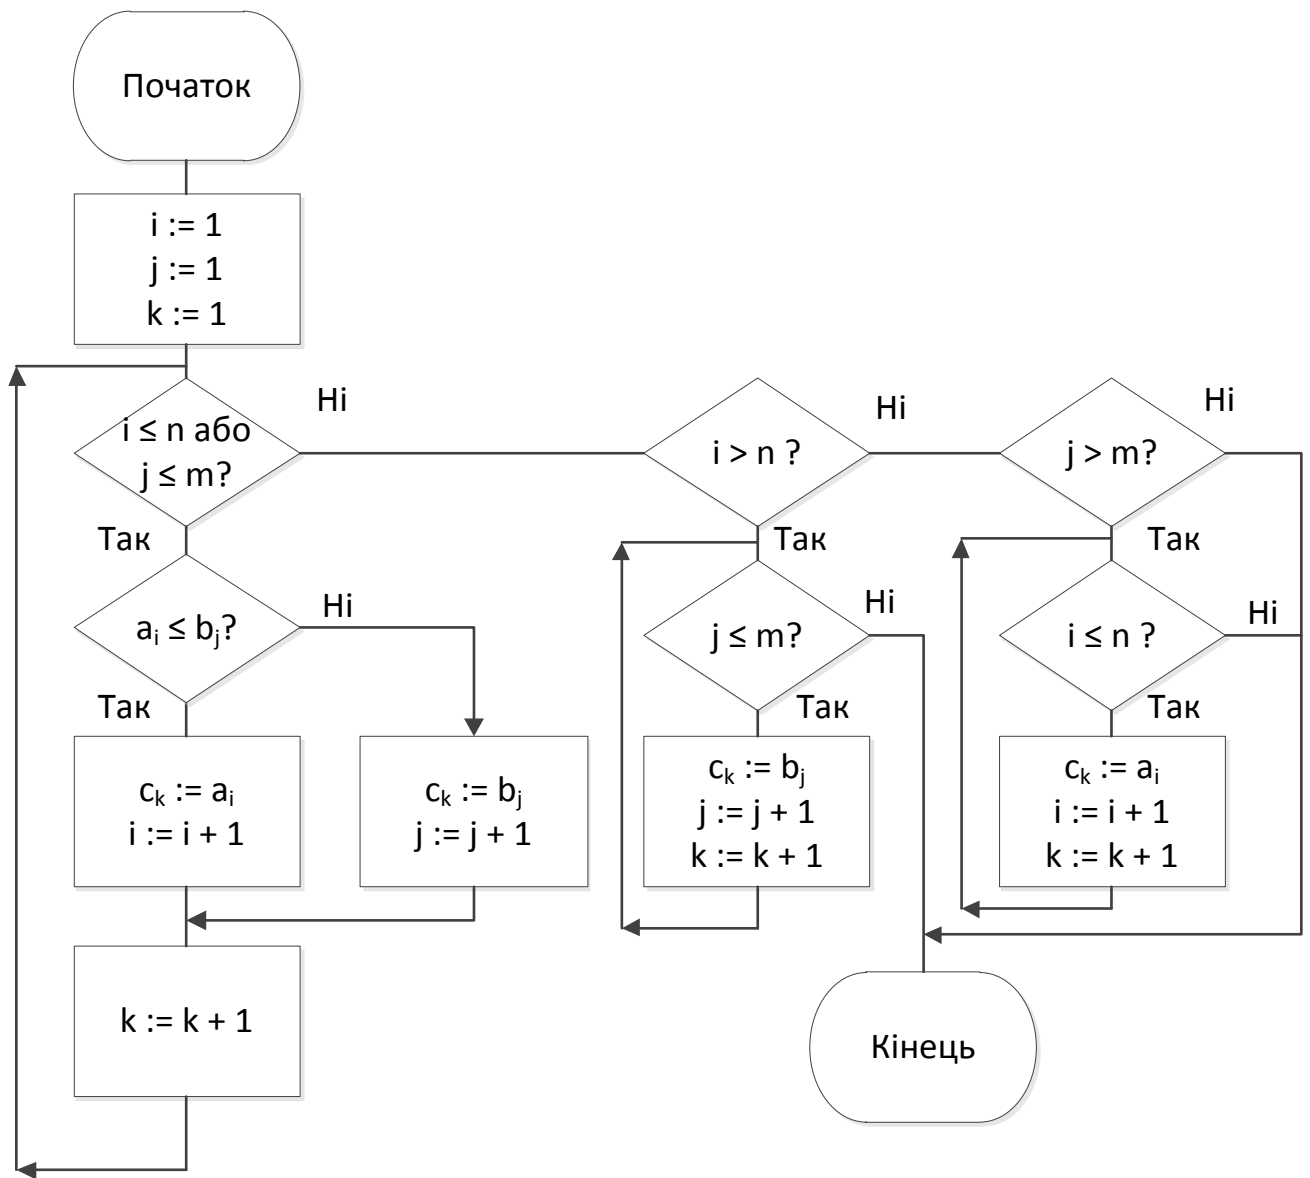 Початок
i := 1
j := 1
k := 1
i ≤ n або
j ≤ m?
Ні
Так
i > n ?
Ні
Так
j > m?
Ні
Так
aᵢ ≤ bⱼ?
Ні
Так
j ≤ m?
Ні
Так
i ≤ n ?
Ні
Так
cₖ := aᵢ
i := i + 1
cₖ := bⱼ
j := j + 1
cₖ := bⱼ
j := j + 1
k := k + 1
cₖ := aᵢ
i := i + 1
k := k + 1
k := k + 1
Кінець